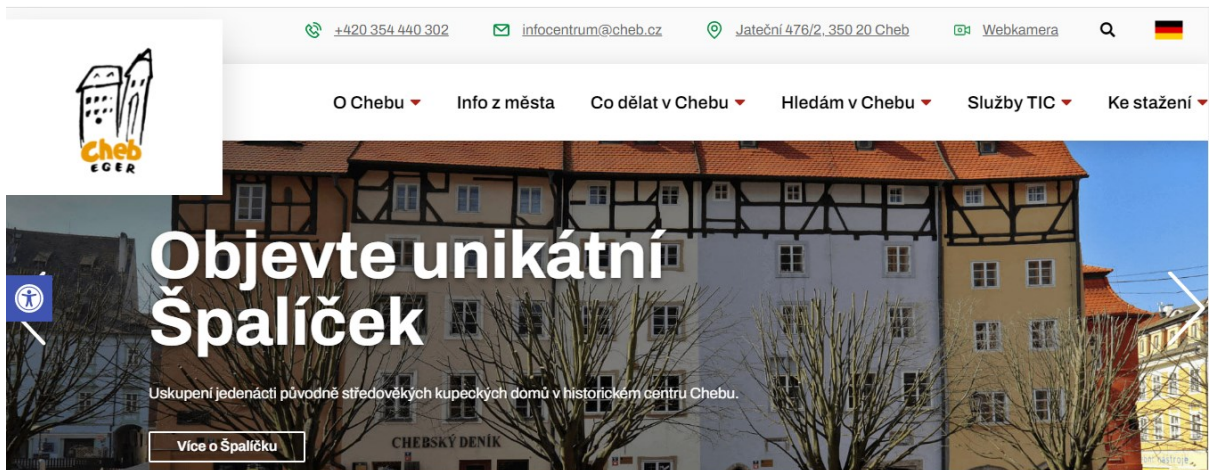 +420 354 440 302
infocentrum@cheb.cz
Jateční 476/2, 350 20 Cheb
Webkamera
Cheb
EGER
O Chebu
Info z města
Co dělat v Chebu
Hledám v Chebu
Služby TIC
Ke stažení
Objevte unikátní
Špalíček
Uskupení jedenácti původně středověkých kupeckých domů v historickém centru Chebu.
Více o Špalíčku
CHEBSKÝ DENÍK